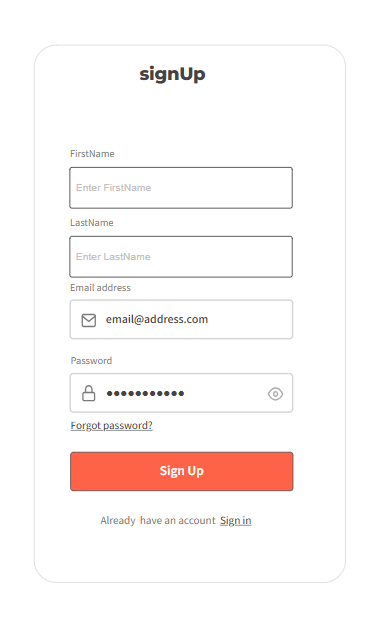 signUp
FirstName
Enter FirstName
LastName
Enter LastName
Email address
email@address.com
Password
●●●●●●●●●●●
Forgot password?
Sign Up
Already have an account Sign in